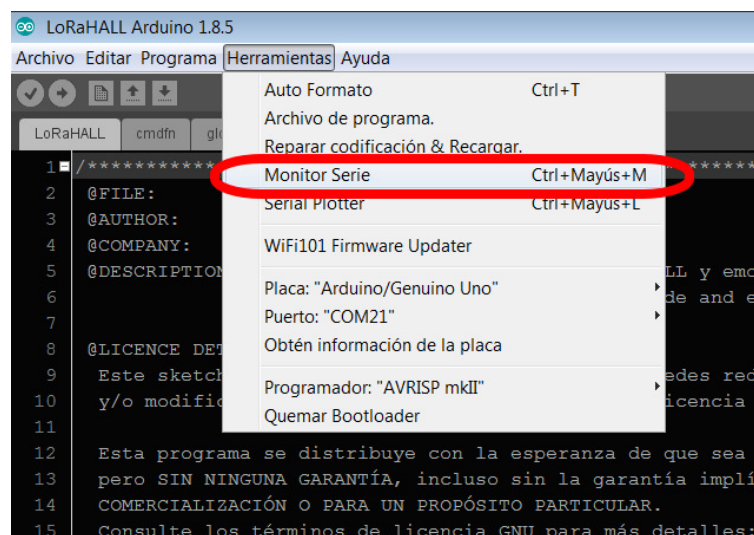 LoRaHALL Arduino 1.8.5
Archivo Editar Programa Herramientas Ayuda
LoRaHALL cmdfn
Auto Formato Ctrl+T
Archivo de programa.
Reparar codificación & Recargar.
Monitor Serie Ctrl+Mayús+M
Serial Plotter Ctrl+Mayús+L
WiFi101 Firmware Updater
Placa: "Arduino/Genuino Uno"
Puerto: "COM21"
Obtén información de la placa
Programador: "AVRISP mkII"
Quemar Bootloader
1 /************
2 @FILE:
3 @AUTHOR:
4 @COMPANY:
5 @DESCRIPTION LL y emo
6 de and e
7
8 @LICENCE DET
9 Este sketch edes red
10 y/o modific icencia
11
12 Esta programa se distribuye con la esperanza de que sea
13 pero SIN NINGUNA GARANTÍA, incluso sin la garantía implí
14 COMERCIALIZACIÓN O PARA UN PROPÓSITO PARTICULAR.
15 Consulte los términos de licencia GNU para más detalles: